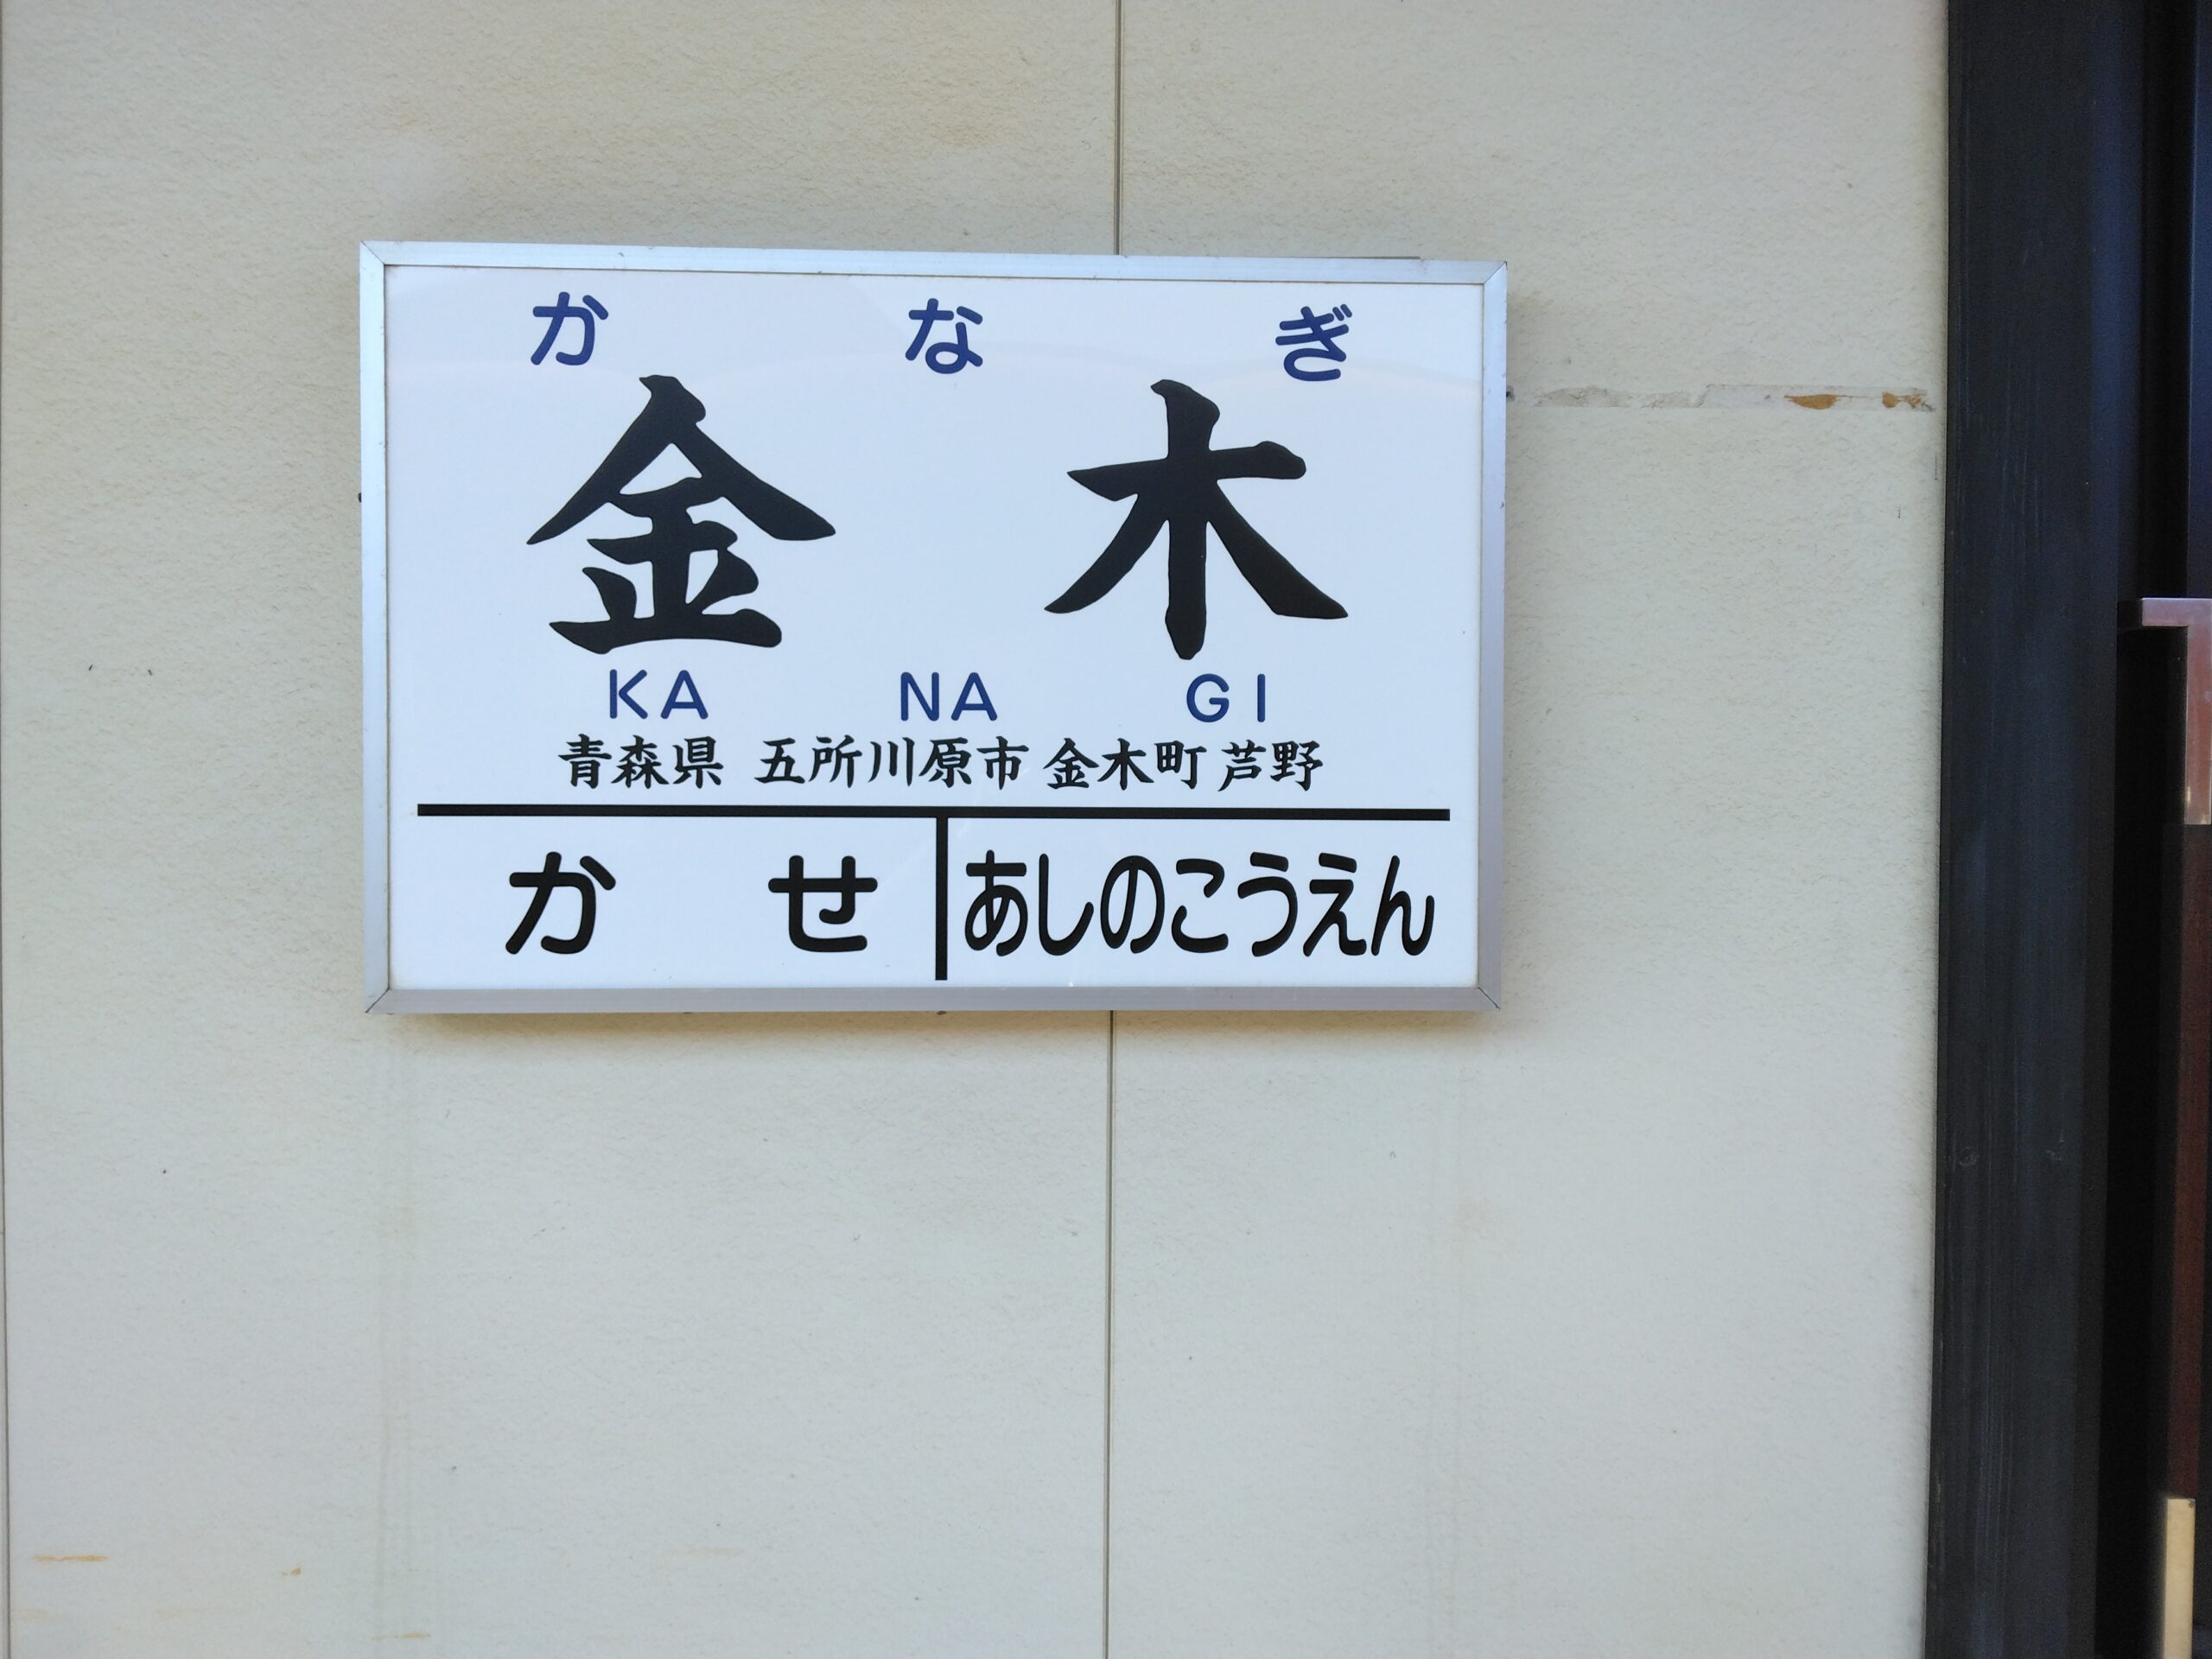 かなぎ
金木
KA NA GI
青森県 五所川原市 金木町 芦野
かせ
あしのこうえん